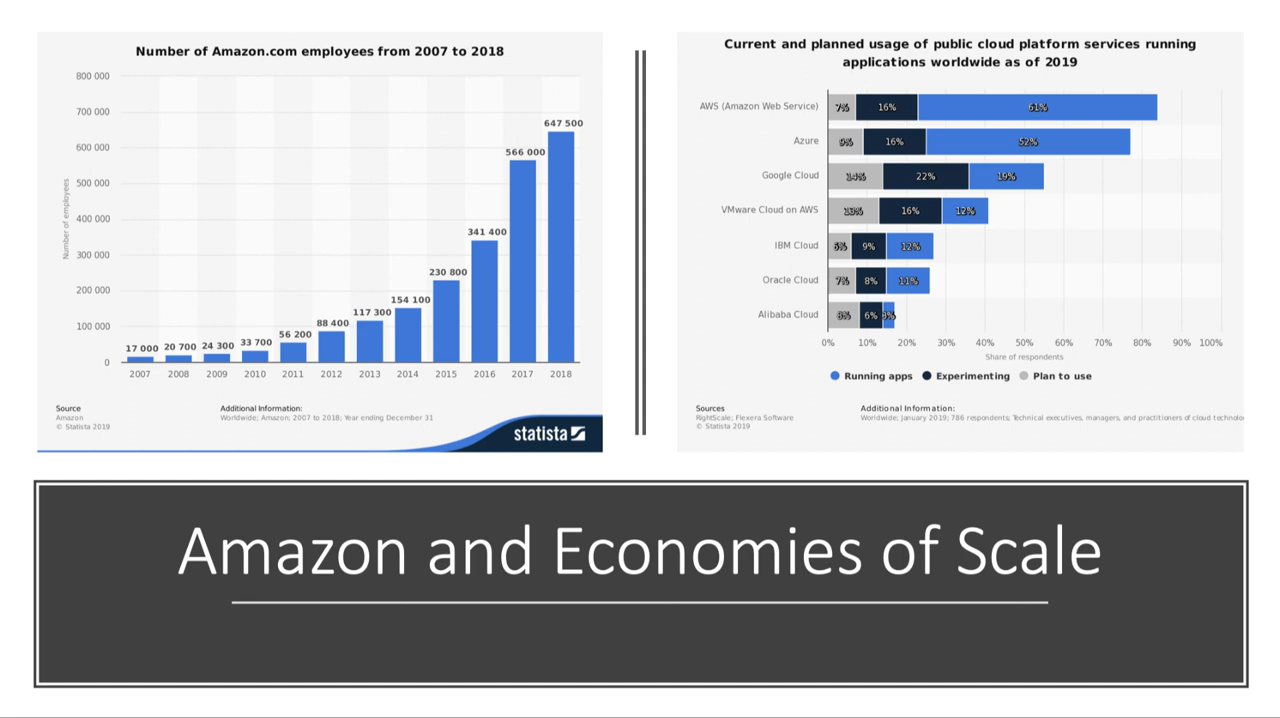 Number of Amazon.com employees from 2007 to 2018
800 000
700 000
600 000
500 000
400 000
300 000
200 000
100 000
0
Number of employees
17 000
20 700
24 300
33 700
56 200
88 400
117 300
154 100
230 800
341 400
566 000
647 500
2007 2008 2009 2010 2011 2012 2013 2014 2015 2016 2017 2018
Source
Amazon
© Statista 2019
Additional Information:
Worldwide; Amazon; 2007 to 2018; Year ending December 31
statista
Current and planned usage of public cloud platform services running
applications worldwide as of 2019
AWS (Amazon Web Service) 7% 16% 61%
Azure 9% 16% 52%
Google Cloud 14% 22% 19%
VMware Cloud on AWS 13% 16% 12%
IBM Cloud 6% 9% 12%
Oracle Cloud 7% 8% 11%
Alibaba Cloud 8% 6% 3%
0% 10% 20% 30% 40% 50% 60% 70% 80% 90% 100%
Share of respondents
Running apps Experimenting Plan to use
Sources
RightScale; Flexera Software
© Statista 2019
Additional Information:
Worldwide; January 2019; 786 respondents; Technical executives, managers, and practitioners of cloud technolo
Amazon and Economies of Scale